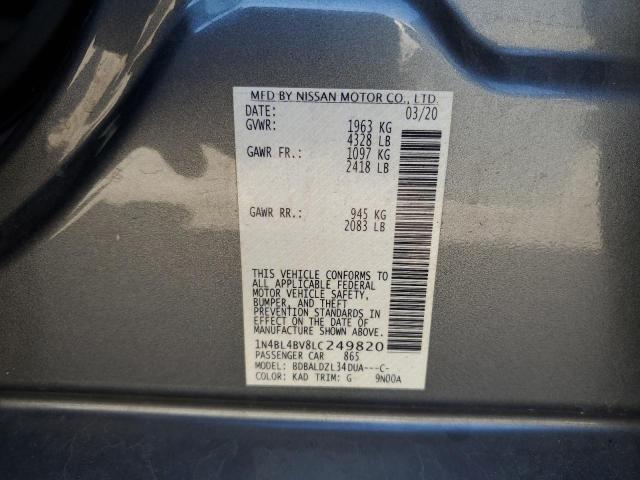 MFD BY NISSAN MOTOR CO., LTD.
DATE: 03/20
GVWR: 1963 KG
4328 LB
GAWR FR.: 1097 KG
2418 LB
GAWR RR.: 945 KG
2083 LB
THIS VEHICLE CONFORMS TO
ALL APPLICABLE FEDERAL
MOTOR VEHICLE SAFETY,
BUMPER, AND THEFT
PREVENTION STANDARDS IN
EFFECT ON THE DATE OF
MANUFACTURE SHOWN ABOVE.
1N4BL4BV8LC249820
PASSENGER CAR 865
MODEL: BDBALDZL34DUA---C-
COLOR: KAD TRIM: G 9N00A